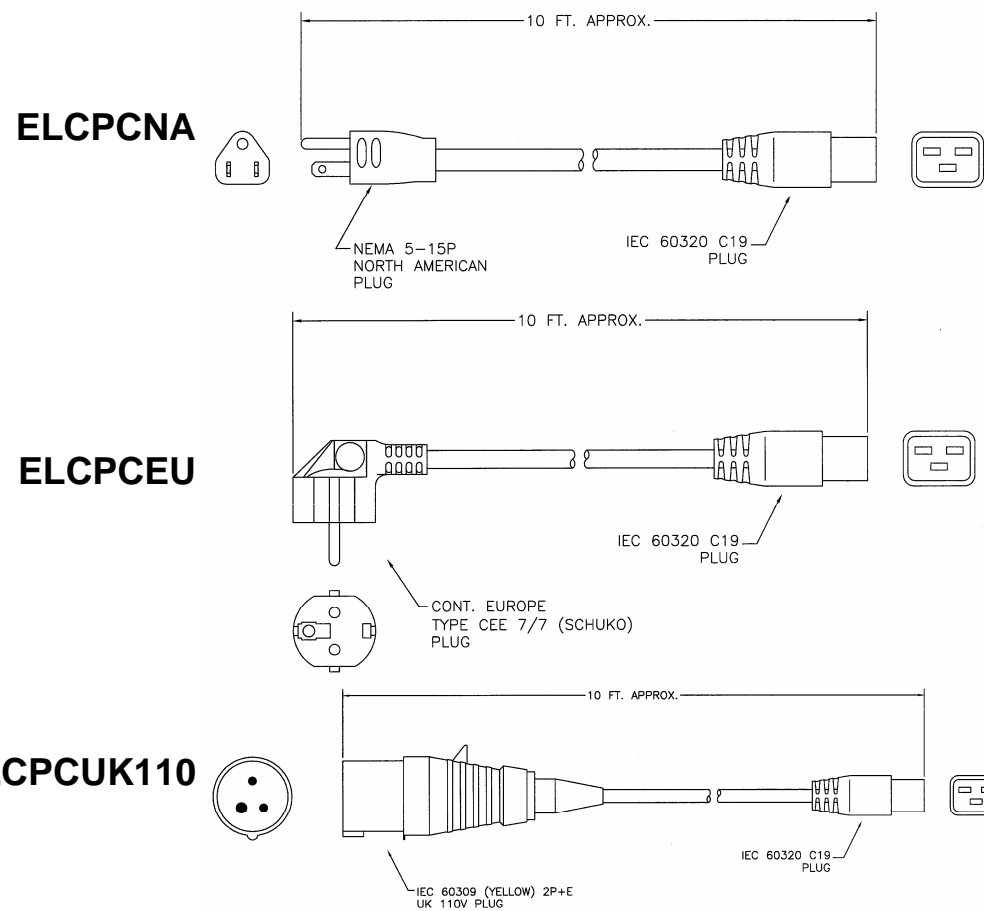 10 FT. APPROX.
ELCPCNA
NEMA 5-15P
NORTH AMERICAN
PLUG
IEC 60320 C19
PLUG
10 FT. APPROX.
ELCPCEU
IEC 60320 C19
PLUG
CONT. EUROPE
TYPE CEE 7/7 (SCHUKO)
PLUG
10 FT. APPROX.
CPCUK110
IEC 60320 C19
PLUG
IEC 60309 (YELLOW) 2P+E
UK 110V PLUG